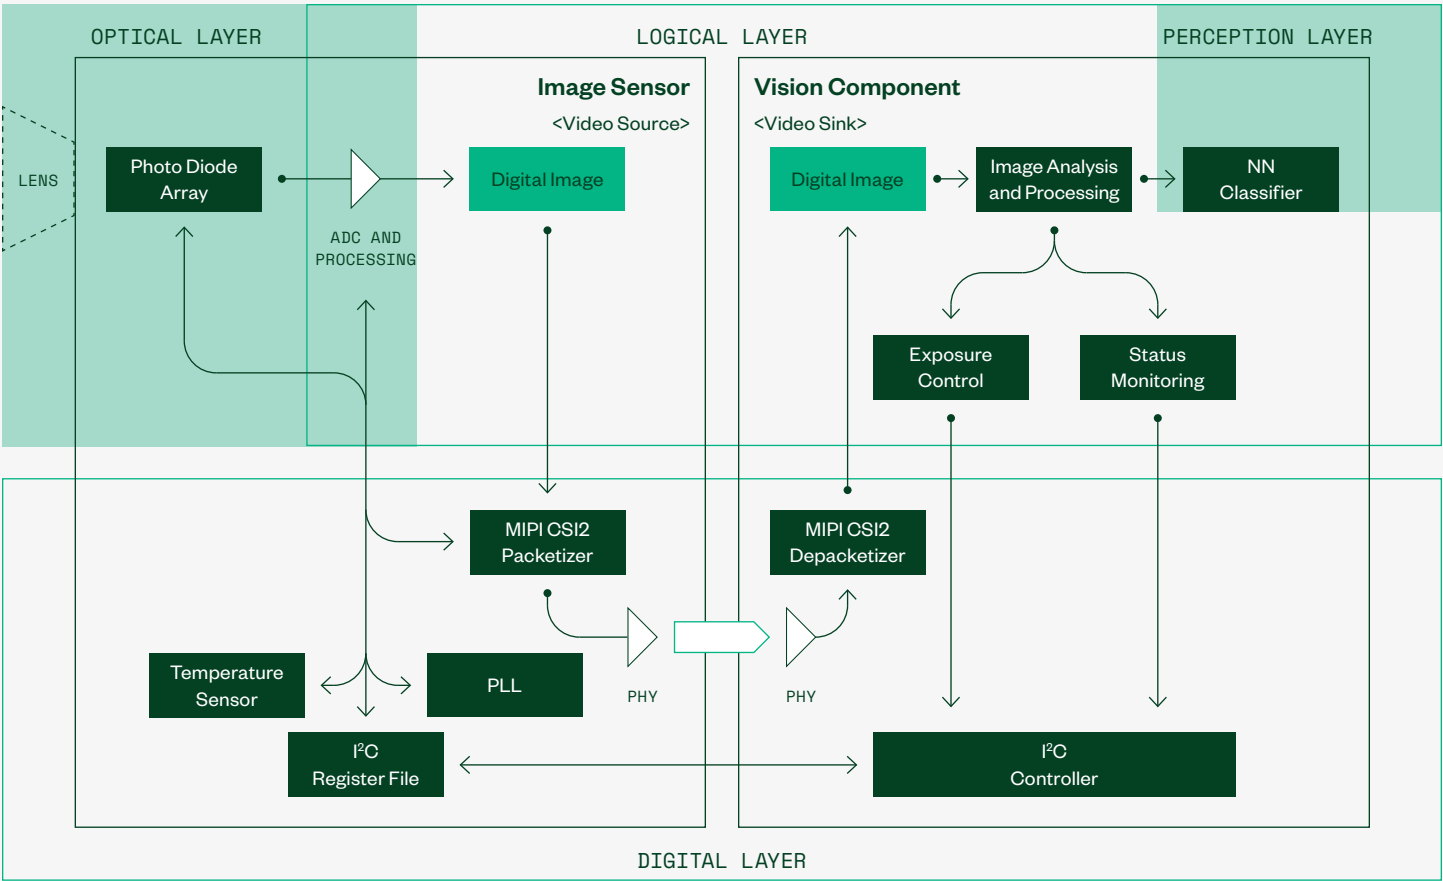 OPTICAL LAYER
LOGICAL LAYER
PERCEPTION LAYER
Image Sensor
<Video Source>
Vision Component
<Video Sink>
LENS
Photo Diode
Array
ADC AND
PROCESSING
Digital Image
Digital Image
Image Analysis
and Processing
NN
Classifier
Exposure
Control
Status
Monitoring
MIPI CSI2
Packetizer
MIPI CSI2
Depacketizer
Temperature
Sensor
PLL
PHY
PHY
I²C
Register File
I²C
Controller
DIGITAL LAYER